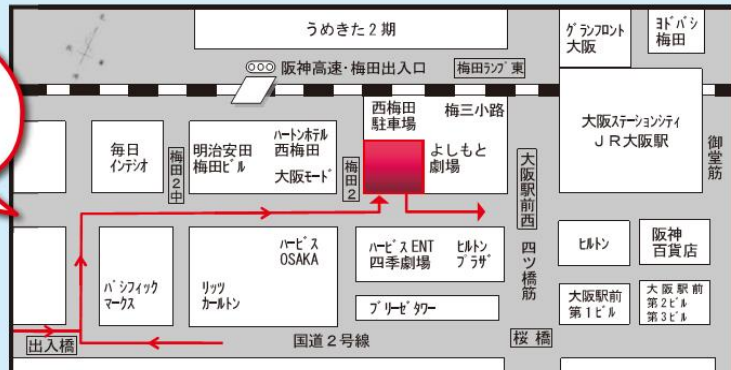 うめきた２期
グランフロント
大阪
ヨドバシ
梅田
阪神高速・梅田出入口
梅田ランプ東
西梅田
駐車場
梅三小路
大阪ステーションシティ
ＪＲ大阪駅
御堂筋
毎日
インテシオ
梅田２中
明治安田
梅田ビル
ハートンホテル
西梅田
大阪モード
梅田２
よしもと
劇場
大阪駅前西
四ツ橋筋
パシフィック
マークス
ハービス
OSAKA
リッツ
カールトン
ハービス ENT
四季劇場
ヒルトン
プラザ
ブリーゼタワー
ヒルトン
阪神
百貨店
大阪駅前
第１ビル
大阪駅前
第２ビル
第３ビル
出入橋
国道２号線
桜橋